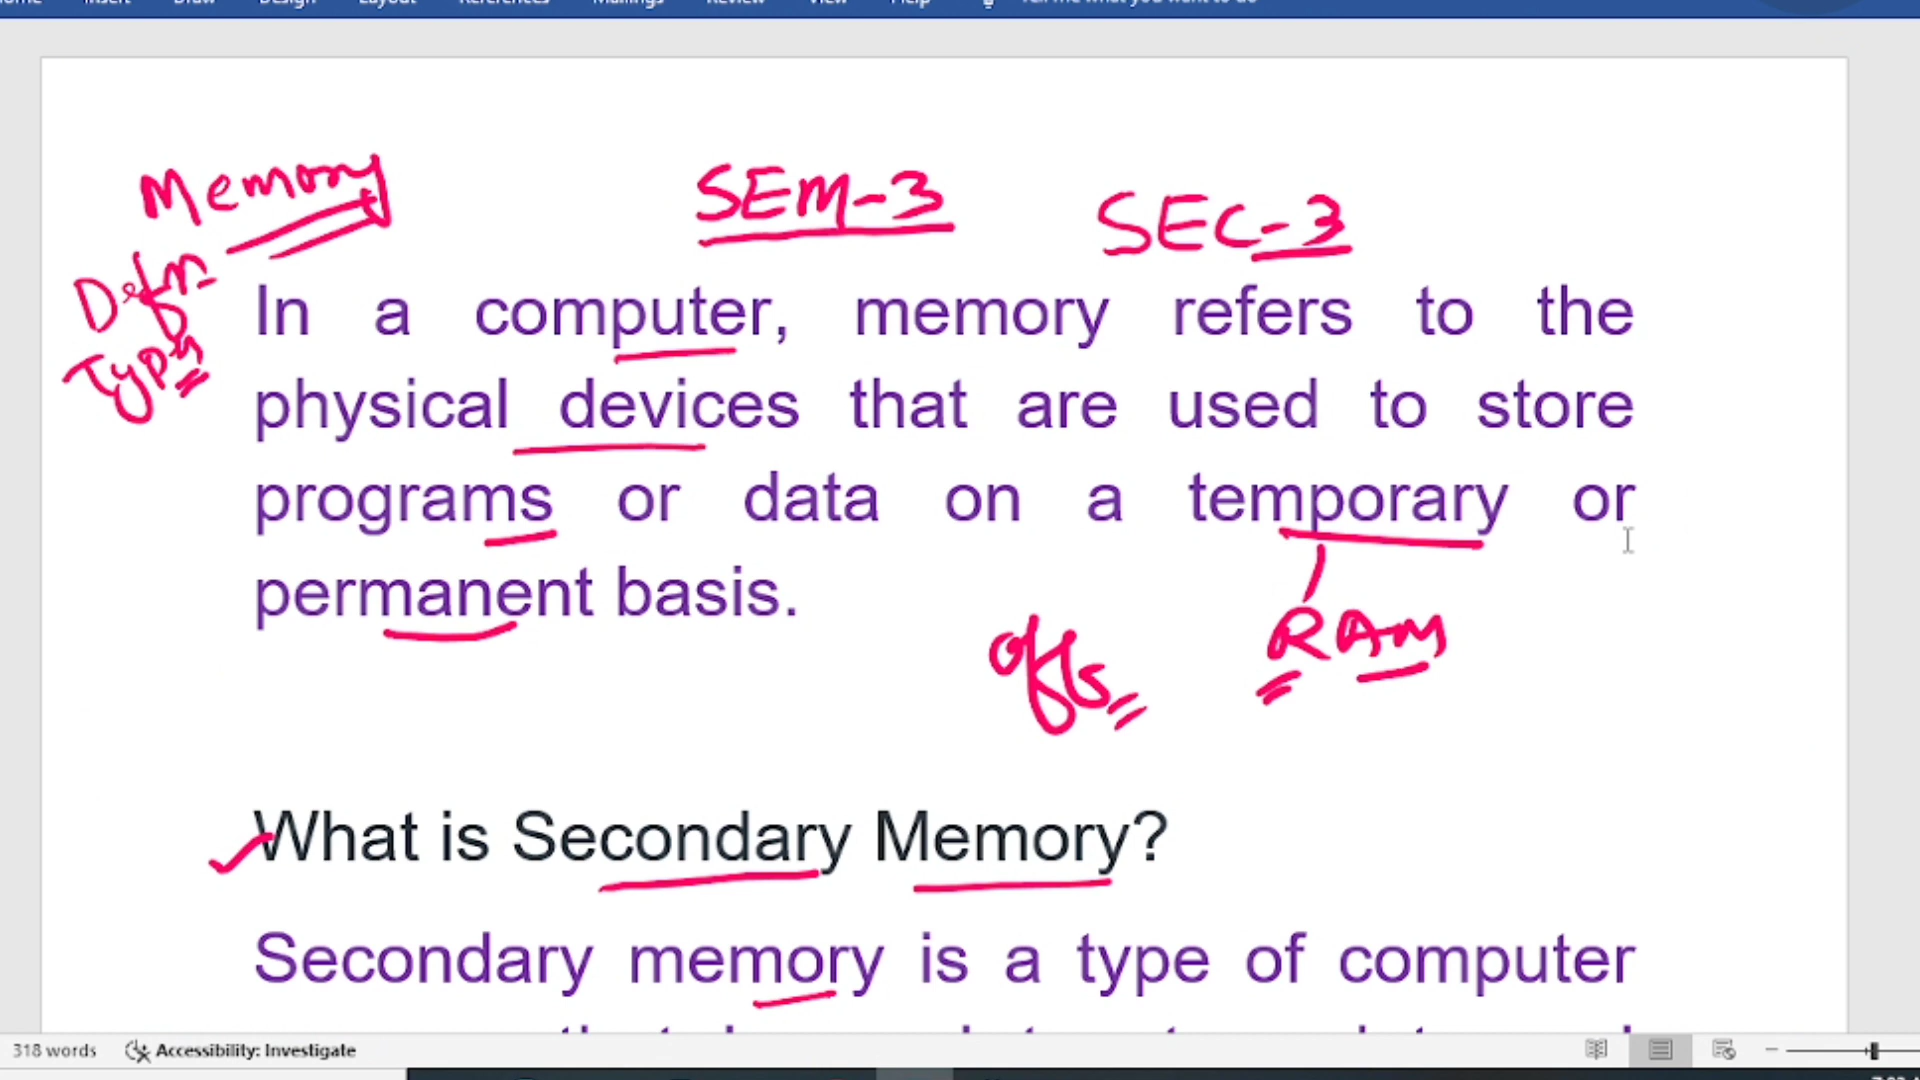 Memory
SEM-3
SEC-3
Defn
Types
In a computer, memory refers to the
physical devices that are used to store
programs or data on a temporary or
permanent basis.
RAM
What is Secondary Memory?
Secondary memory is a type of computer
318 words
Accessibility: Investigate